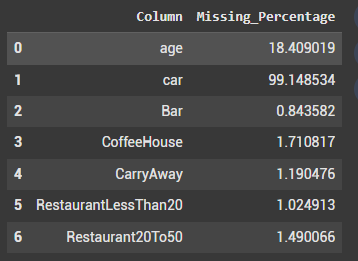 Column Missing_Percentage
0 age 18.409019
1 car 99.148534
2 Bar 0.843582
3 CoffeeHouse 1.710817
4 CarryAway 1.190476
5 RestaurantLessThan20 1.024913
6 Restaurant20To50 1.490066